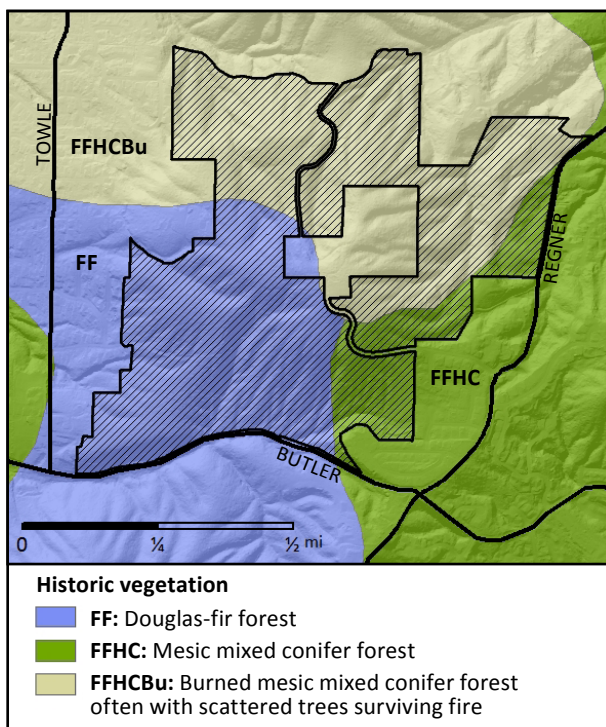 TOWLE
FFHCBu
FF
REGNER
FFHC
BUTLER
0 ¼ ½ mi
Historic vegetation
FF: Douglas-fir forest
FFHC: Mesic mixed conifer forest
FFHCBu: Burned mesic mixed conifer forest
often with scattered trees surviving fire